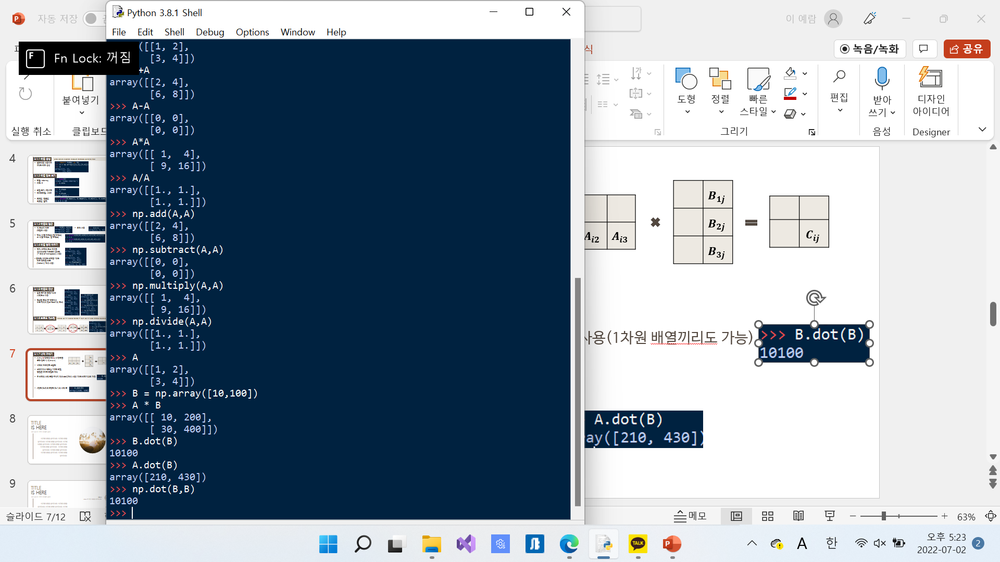 Python 3.8.1 Shell
File Edit Shell Debug Options Window Help
자동 저장
이 예람
Fn Lock: 꺼짐
녹음/녹화
공유
식
붙여넣기
실행 취소
클립보드
도형
정렬
빠른
스타일
그리기
편집
받아
쓰기
음성
디자인
아이디어
Designer
([[1, 2],
[3, 4]])
+A
array([[2, 4],
[6, 8]])
>>> A-A
array([[0, 0],
[0, 0]])
>>> A*A
array([[ 1,  4],
[ 9, 16]])
>>> A/A
array([[1., 1.],
[1., 1.]])
>>> np.add(A,A)
array([[2, 4],
[6, 8]])
>>> np.subtract(A,A)
array([[0, 0],
[0, 0]])
>>> np.multiply(A,A)
array([[ 1,  4],
[ 9, 16]])
>>> np.divide(A,A)
array([[1., 1.],
[1., 1.]])
>>> A
array([[1, 2],
[3, 4]])
>>> B = np.array([10,100])
>>> A * B
array([[ 10, 200],
[ 30, 400]])
>>> B.dot(B)
10100
>>> A.dot(B)
array([210, 430])
>>> np.dot(B,B)
10100
>>>
4
5
6
7
8
TITLE
IS HERE
9
TITLE
IS HERE
A_{i2} A_{i3}
×
B_{1j}
B_{2j}
B_{3j}
=
C_{ij}
사용(1차원 배열끼리도 가능)
>>> B.dot(B)
10100
A.dot(B)
ay([210, 430])
슬라이드 7/12
메모
63%
TALK
A
한
오후 5:23
2022-07-02
2